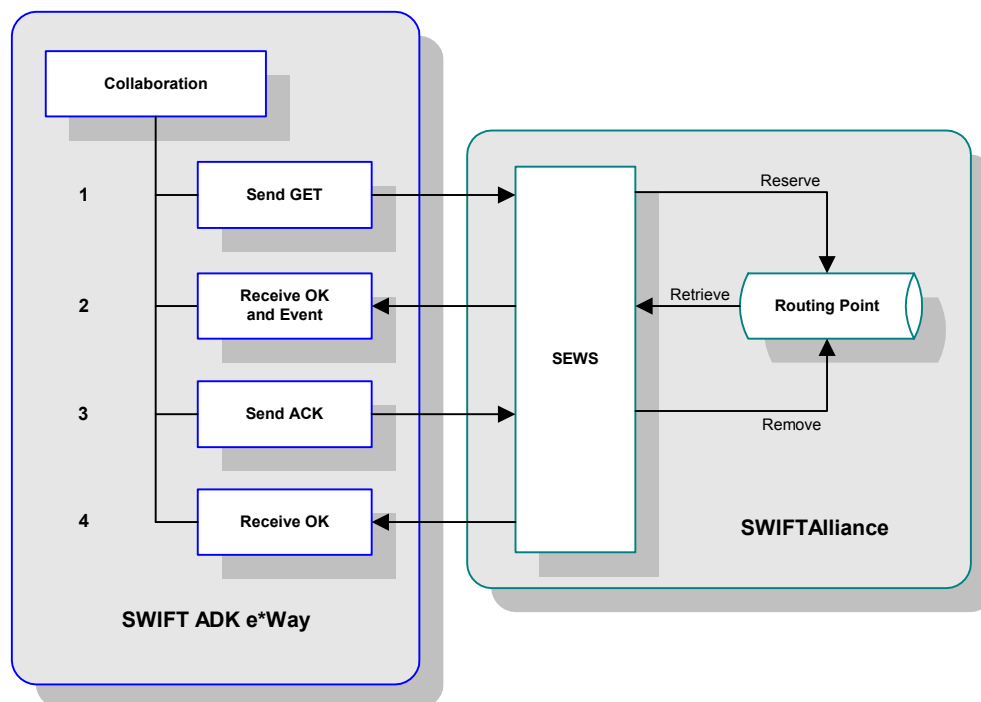 Collaboration
1
Send GET
Reserve
2
Receive OK
and Event
Retrieve
Routing Point
SEWS
3
Send ACK
Remove
4
Receive OK
SWIFTAlliance
SWIFT ADK e*Way